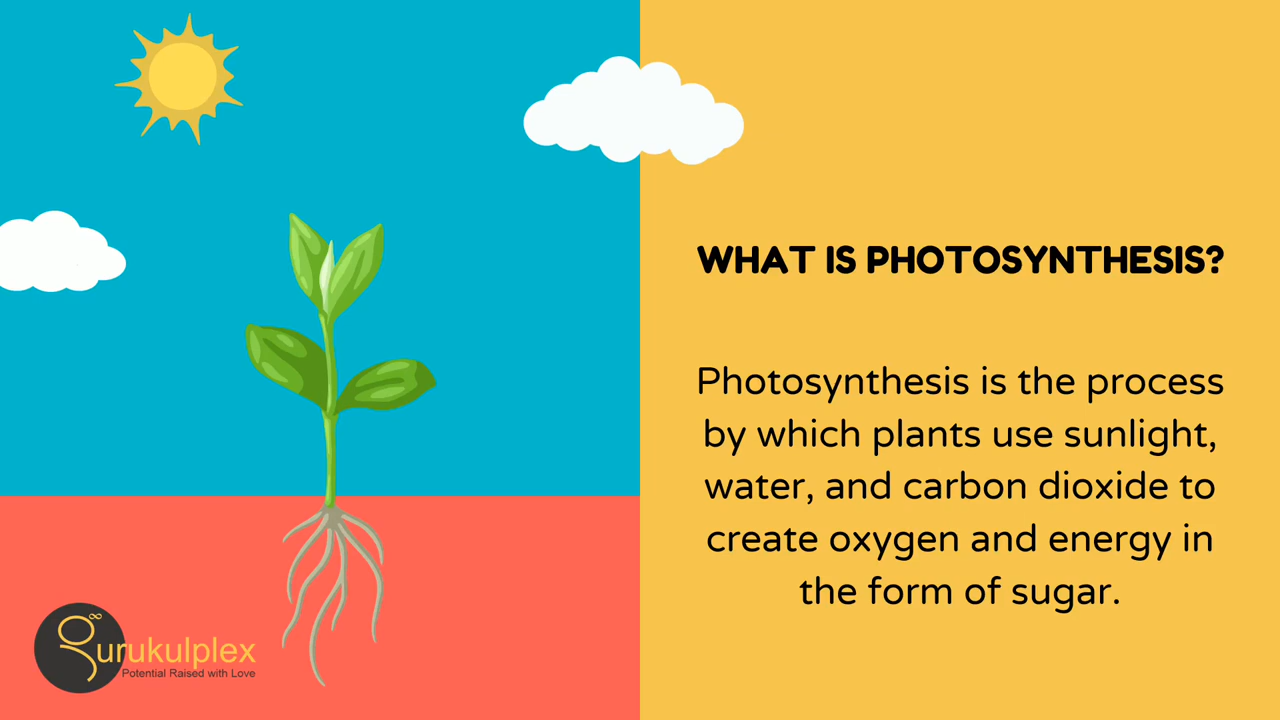 WHAT IS PHOTOSYNTHESIS?
Photosynthesis is the process
by which plants use sunlight,
water, and carbon dioxide to
create oxygen and energy in
the form of sugar.
gurukulplex
Potential Raised with Love